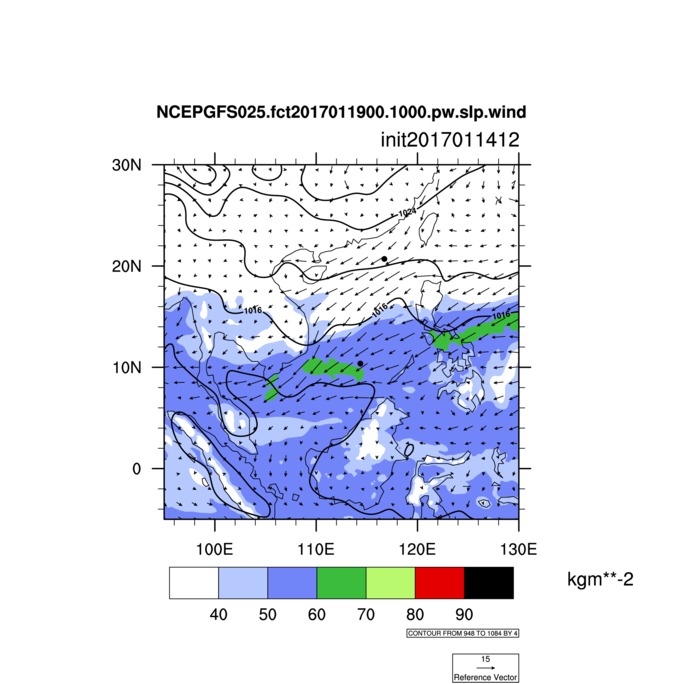 NCEPGFS025.fct2017011900.1000.pw.slp.wind
init2017011412
30N
1024
20N
1016
1016
1016
10N
0
100E 110E 120E 130E
kgm**-2
40 50 60 70 80 90
CONTOUR FROM 948 TO 1084 BY 4
15
Reference Vector